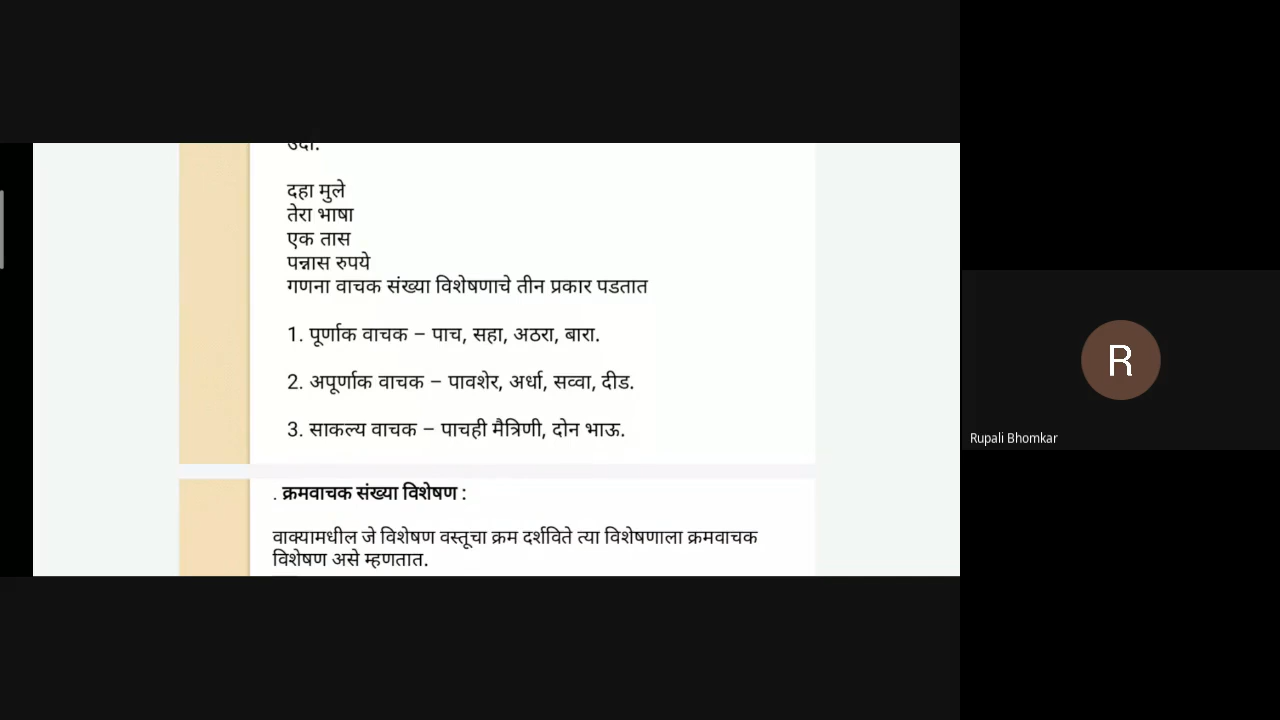 उदा.
दहा मुले
तेरा भाषा
एक तास
पन्नास रुपये
गणना वाचक संख्या विशेषणाचे तीन प्रकार पडतात
1. पूर्णाक वाचक – पाच, सहा, अठरा, बारा.
2. अपूर्णाक वाचक – पावशेर, अर्धा, सव्वा, दीड.
3. साकल्य वाचक – पाचही मैत्रिणी, दोन भाऊ.
. क्रमवाचक संख्या विशेषण :
वाक्यामधील जे विशेषण वस्तूचा क्रम दर्शविते त्या विशेषणाला क्रमवाचक
विशेषण असे म्हणतात.
R
Rupali Bhomkar